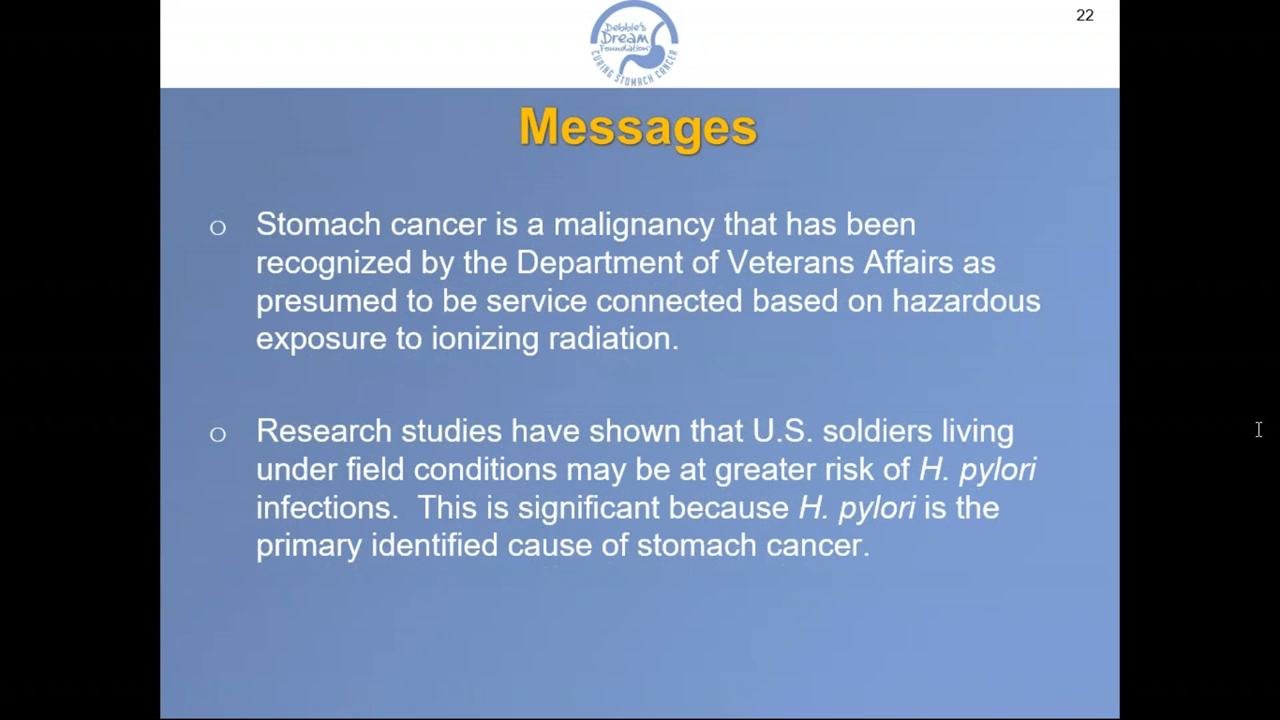 22
Debbie's
Dream
Foundation
CURING STOMACH CANCER
Messages
o Stomach cancer is a malignancy that has been
recognized by the Department of Veterans Affairs as
presumed to be service connected based on hazardous
exposure to ionizing radiation.
o Research studies have shown that U.S. soldiers living
under field conditions may be at greater risk of H. pylori
infections.  This is significant because H. pylori is the
primary identified cause of stomach cancer.